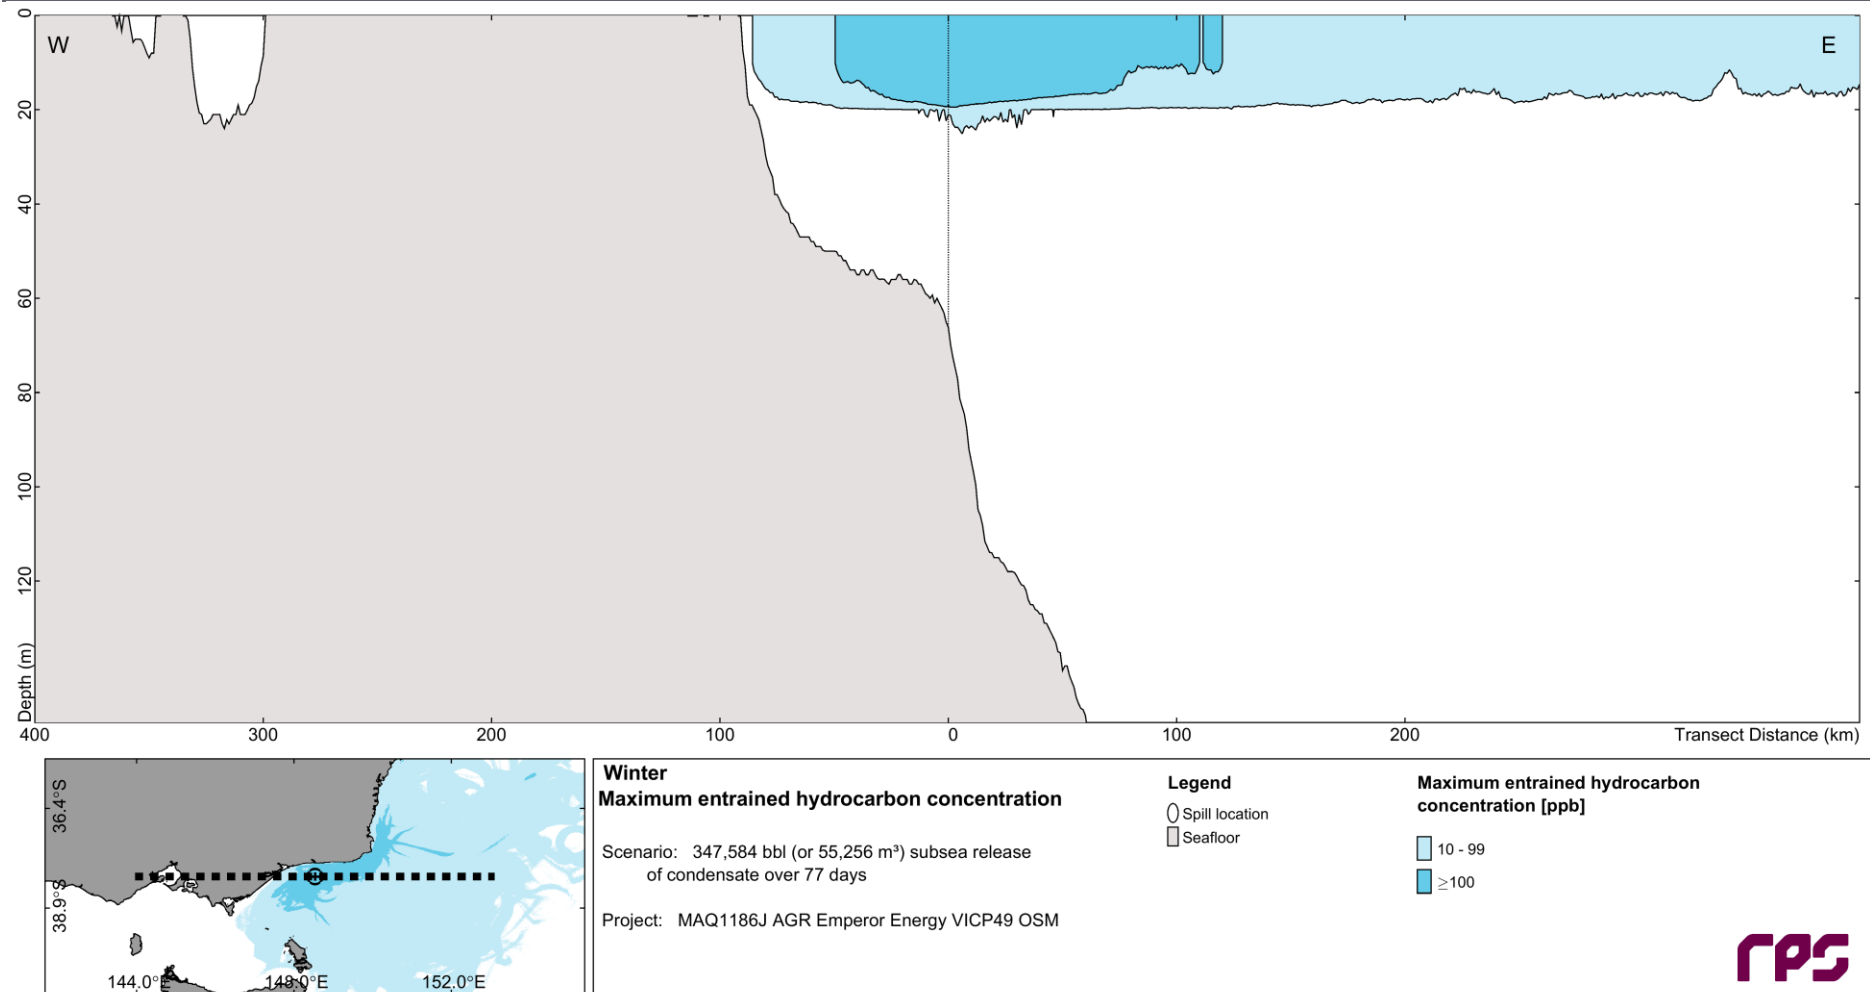 W
E
0
20
40
60
80
100
120
Depth (m)
400
300
200
100
0
100
200
Transect Distance (km)
36.4°S
38.9°S
144.0°E
148.0°E
152.0°E
Winter
Maximum entrained hydrocarbon concentration
Scenario: 347,584 bbl (or 55,256 m³) subsea release
of condensate over 77 days
Project: MAQ1186J AGR Emperor Energy VICP49 OSM
Legend
Spill location
Seafloor
Maximum entrained hydrocarbon
concentration [ppb]
10 - 99
≥100
rps